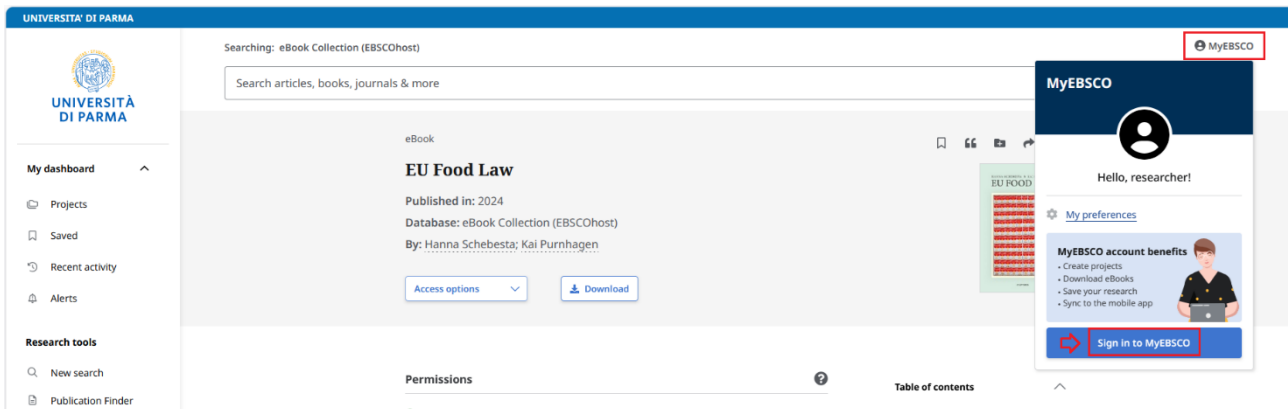 UNIVERSITA' DI PARMA
UNIVERSITÀ
DI PARMA
My dashboard
Projects
Saved
Recent activity
Alerts
Research tools
New search
Publication Finder
Searching: eBook Collection (EBSCOhost)
MyEBSCO
Search articles, books, journals & more
eBook
EU Food Law
Published in: 2024
Database: eBook Collection (EBSCOhost)
By: Hanna Schebesta; Kai Purnhagen
Access options
Download
EU FOOD
Permissions
Table of contents
MyEBSCO
Hello, researcher!
My preferences
MyEBSCO account benefits
• Create projects
• Download eBooks
• Save your research
• Sync to the mobile app
Sign in to MyEBSCO